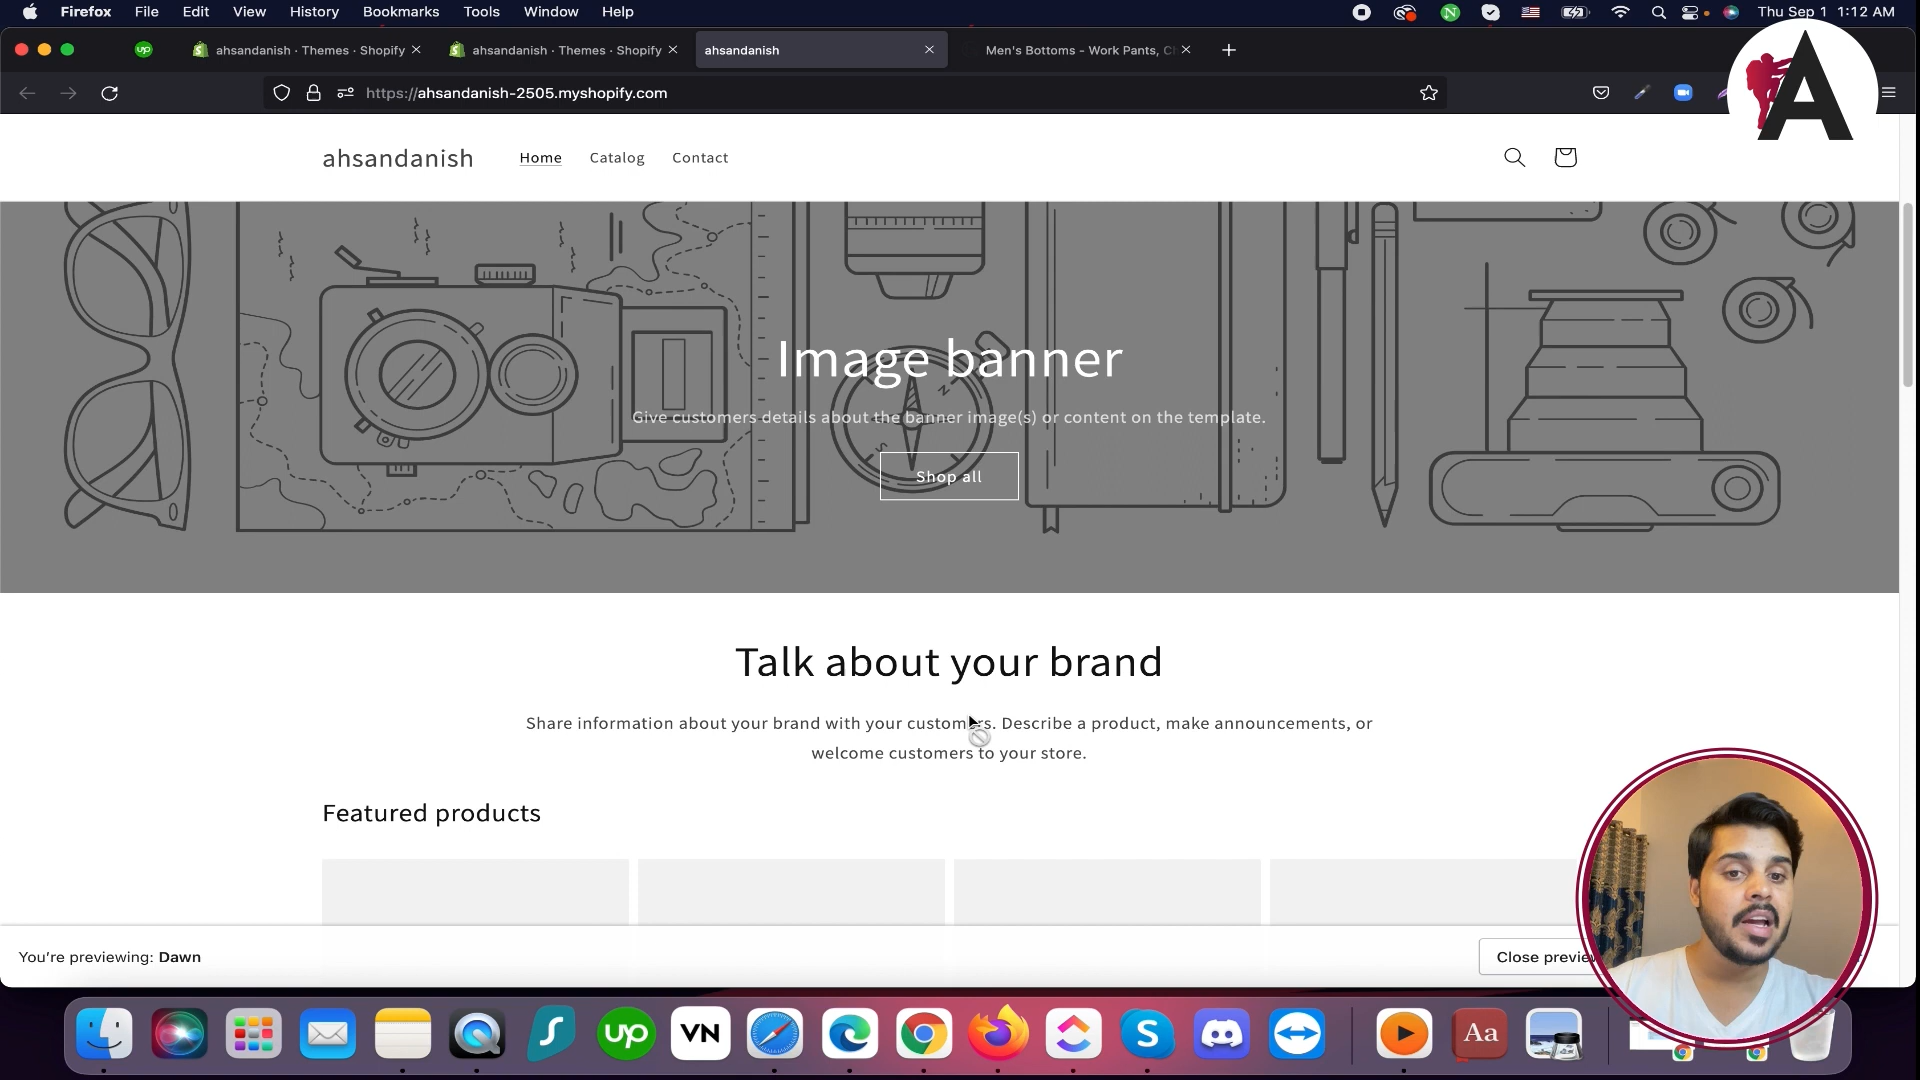 Firefox File Edit View History Bookmarks Tools Window Help
Thu Sep 1 1:12 AM
up
ahsandanish · Themes · Shopify
ahsandanish · Themes · Shopify
ahsandanish
Men's Bottoms - Work Pants,
https://ahsandanish-2505.myshopify.com
A
ahsandanish
Home
Catalog
Contact
N
S
Image banner
Give customers details about the banner image(s) or content on the template.
Shop all
Talk about your brand
Share information about your brand with your customers. Describe a product, make announcements, or
welcome customers to your store.
Featured products
You're previewing: Dawn
Close previe
up
VN
S
Aa